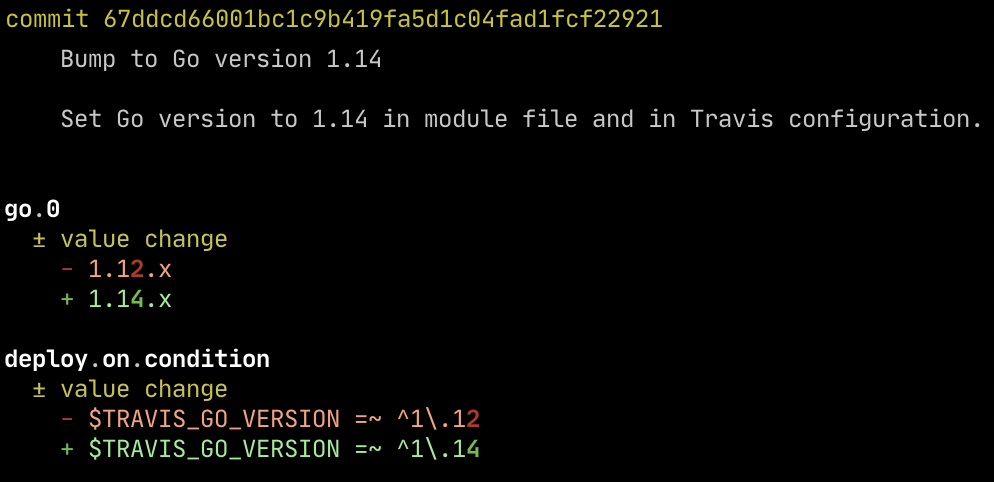 commit 67ddcd66001bc1c9b419fa5d1c04fad1fcf22921
Bump to Go version 1.14
Set Go version to 1.14 in module file and in Travis configuration.
go.0
± value change
- 1.12.x
+ 1.14.x
deploy.on.condition
± value change
- $TRAVIS_GO_VERSION =~ ^1\.12
+ $TRAVIS_GO_VERSION =~ ^1\.14